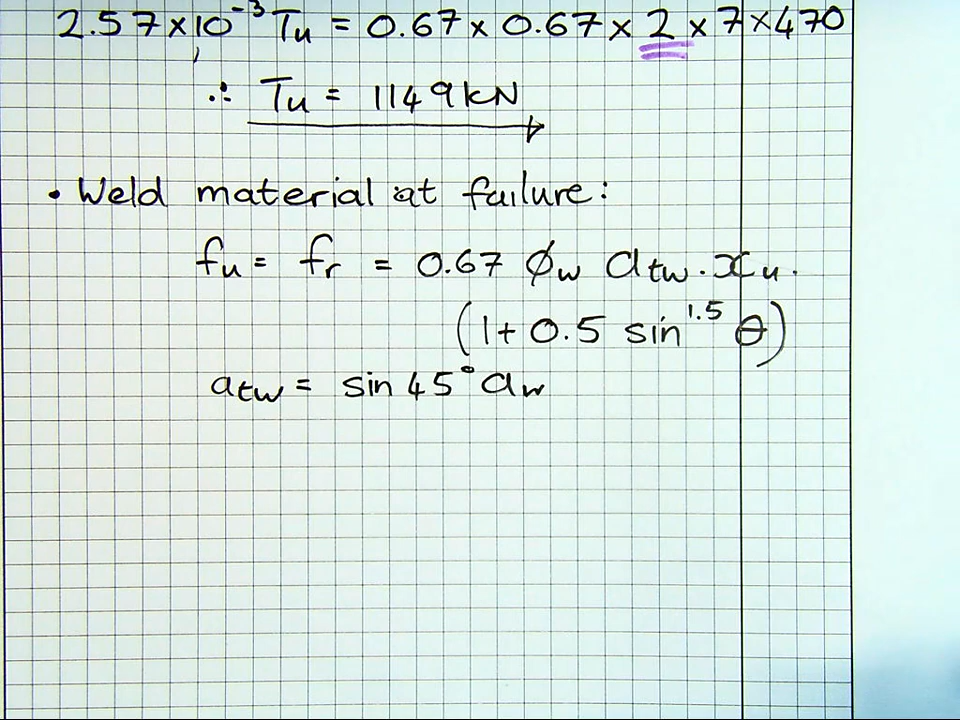 2.57×10⁻³ Tu = 0.67 × 0.67 × 2 × 7 × 470
∴ Tu = 1149 kN
• Weld material at failure:
fu = fr = 0.67 ϕw atw · xu ·
(1 + 0.5 sin^1.5 θ)
atw = sin 45° aw